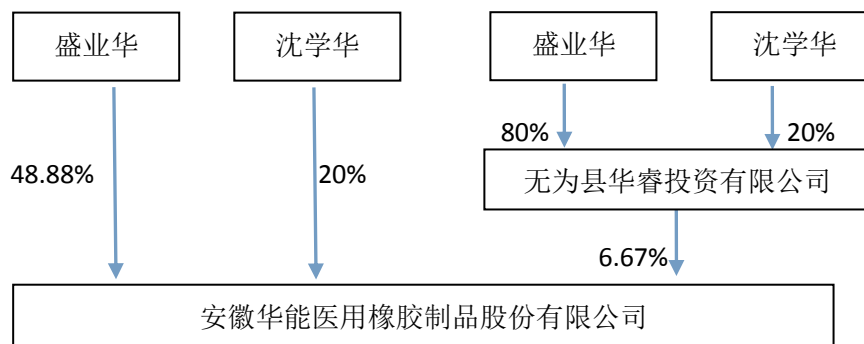 盛业华
沈学华
盛业华
沈学华
80%
20%
48.88%
20%
无为县华睿投资有限公司
6.67%
安徽华能医用橡胶制品股份有限公司